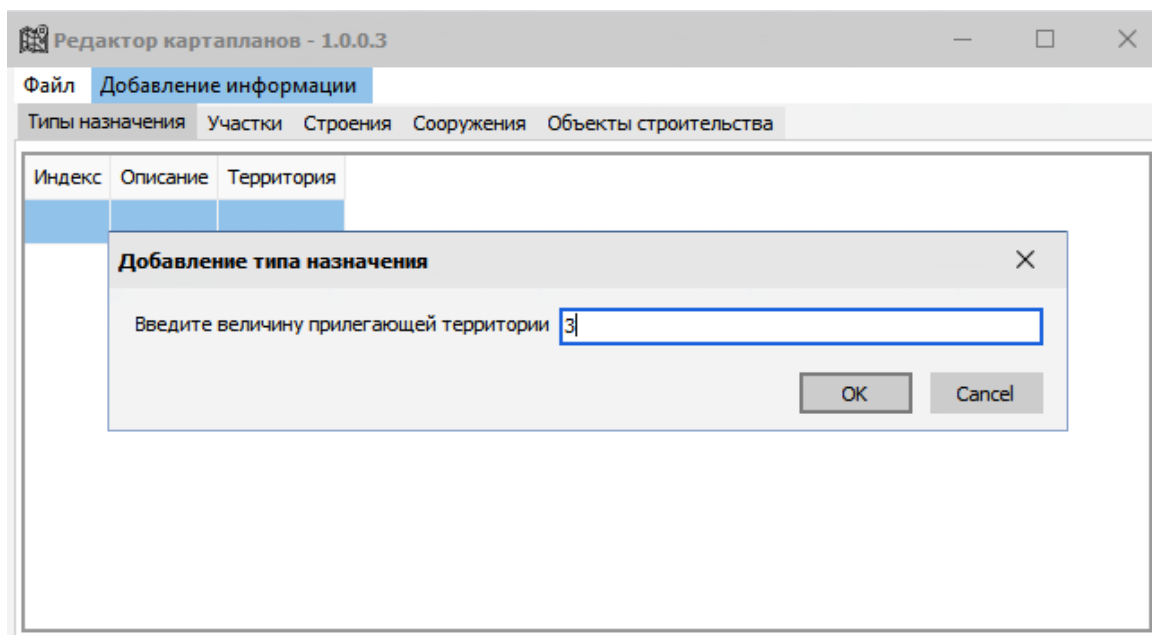 Редактор картапланов - 1.0.0.3
Файл Добавление информации
Типы назначения Участки Строения Сооружения Объекты строительства
Индекс Описание Территория
Добавление типа назначения
Введите величину прилегающей территории 3
OK Cancel